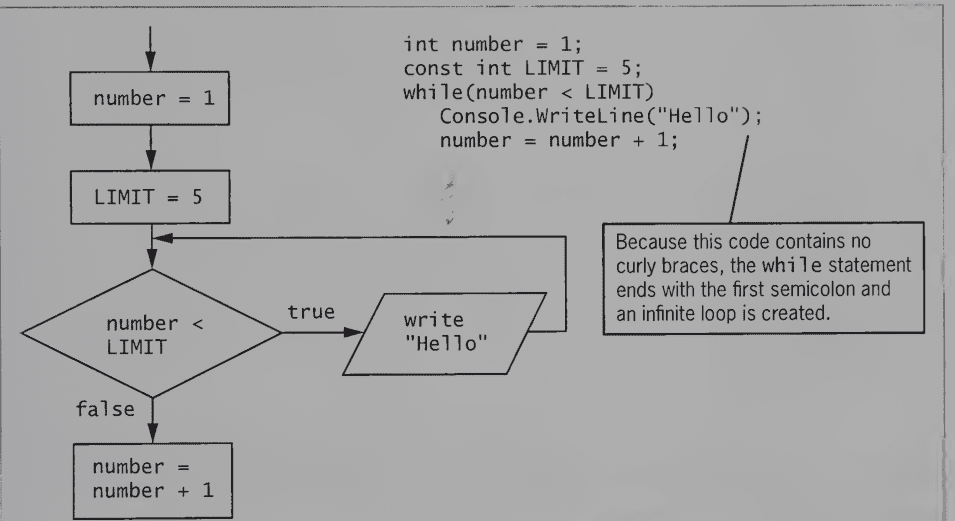 number = 1
LIMIT = 5
number <
LIMIT
true
write
"Hello"
false
number =
number + 1
int number = 1;
const int LIMIT = 5;
while(number < LIMIT)
Console.WriteLine("Hello");
number = number + 1;
Because this code contains no
curly braces, the while statement
ends with the first semicolon and
an infinite loop is created.